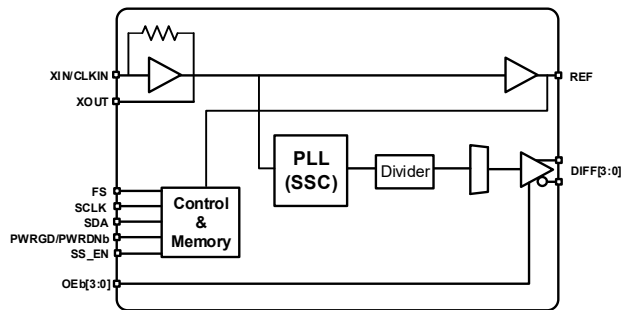 XIN/CLKIN
REF
XOUT
PLL
(SSC)
Divider
DIFF[3:0]
FS
SCLK
SDA
PWRGD/PWRDNb
SS_EN
Control
&
Memory
OEb[3:0]